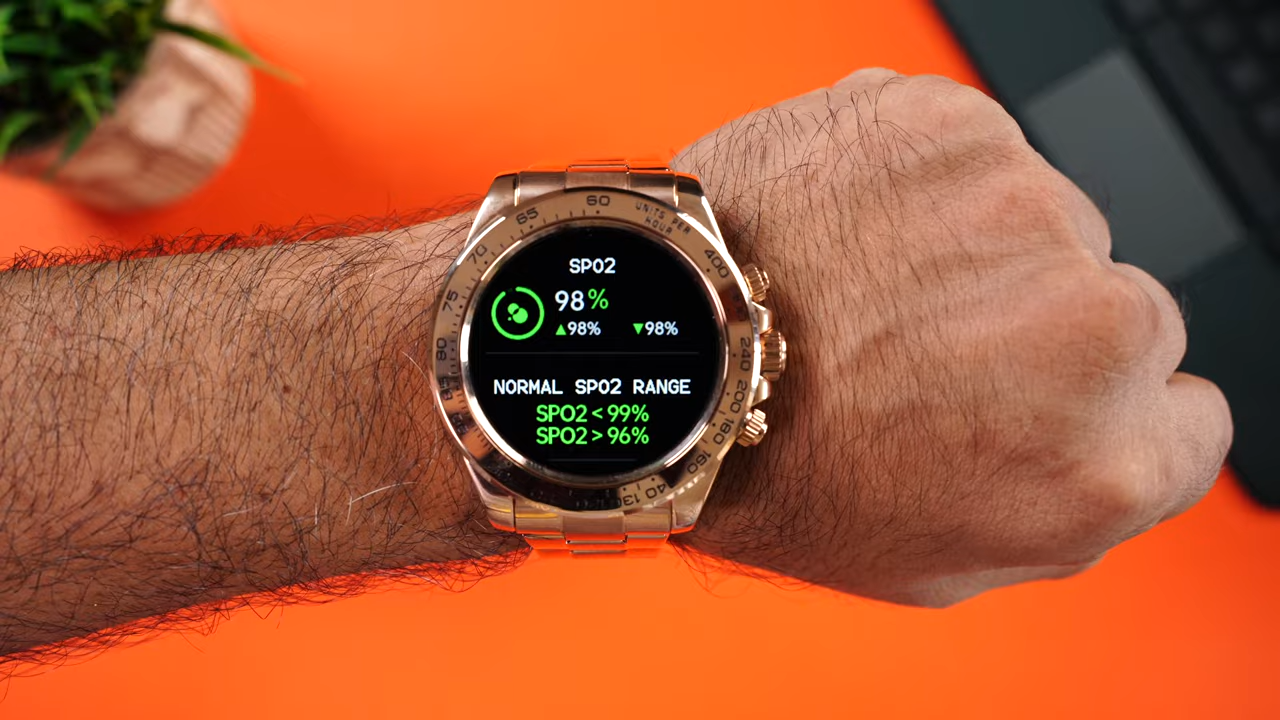 60
65
70
75
80
85
UNITS PER
HOUR
400
240
200
180
160
140
130
SPO2
98%
▲98% ▼98%
NORMAL SPO2 RANGE
SPO2 < 99%
SPO2 > 96%